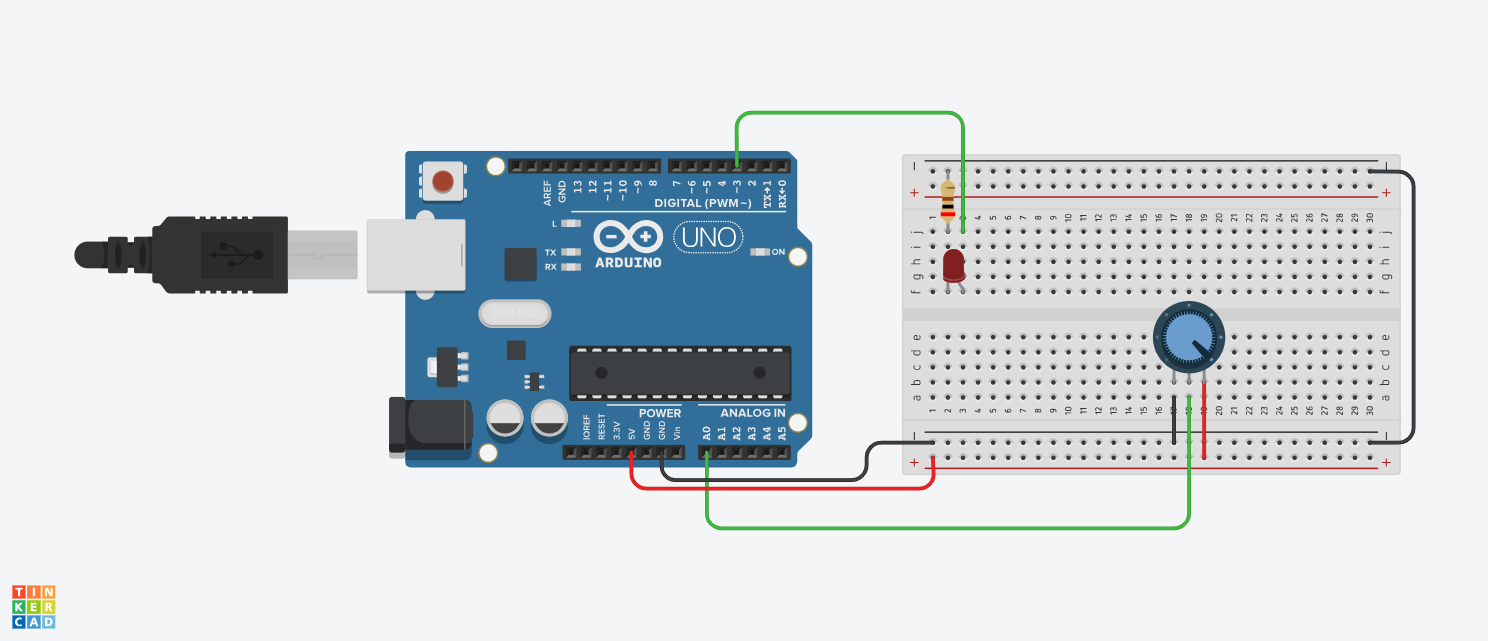 AREF
GND
13
12
~11
~10
~9
8
7
~6
~5
4
~3
2
TX→1
RX←0
DIGITAL (PWM~)
L
TX
RX
UNO
ON
ARDUINO
SPK16.000G
IOREF
RESET
3.3V
5V
GND
GND
Vin
POWER
ANALOG IN
A0
A1
A2
A3
A4
A5
− −
+ +
1 2 3 4 5 6 7 8 9 10 11 12 13 14 15 16 17 18 19 20 21 22 23 24 25 26 27 28 29 30
j j
i i
h h
g g
f f
e e
d d
c c
b b
a a
1 2 3 4 5 6 7 8 9 10 11 12 13 14 15 16 17 18 19 20 21 22 23 24 25 26 27 28 29 30
− −
+ +
TIN
KER
CAD